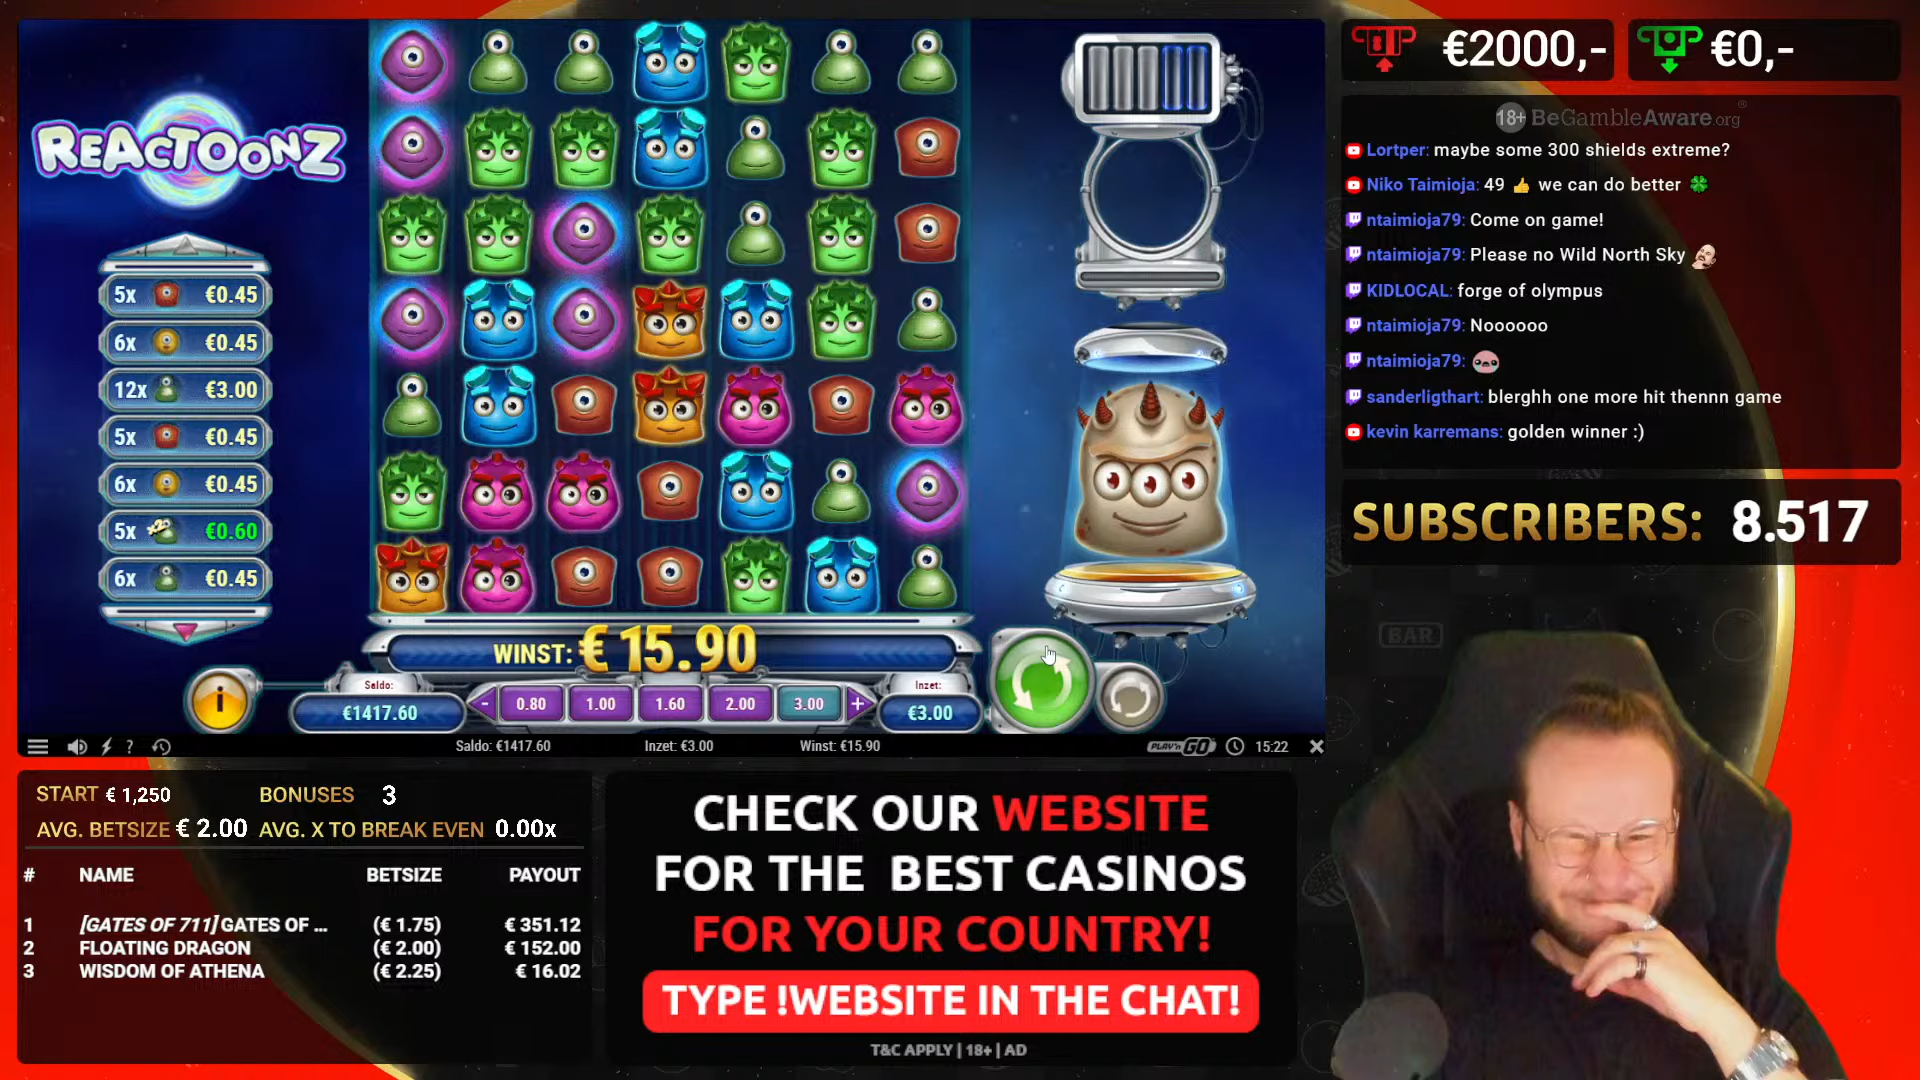 REACTOONZ
5x €0.45
6x €0.45
12x €3.00
5x €0.45
6x €0.45
5x x2 €0.60
6x €0.45
WINST: € 15.90
Saldo:
€1417.60
- 0.80 1.00 1.60 2.00 3.00 +
Inzet:
€3.00
Saldo: €1417.60 Inzet: €3.00 Winst: €15.90 PLAY'n GO 15:22
€2000,- €0,-
18+ BeGambleAware.org
Lortper: maybe some 300 shields extreme?
Niko Taimioja: 49 👍 we can do better 🍀
ntaimioja79: Come on game!
ntaimioja79: Please no Wild North Sky
KIDLOCAL: forge of olympus
ntaimioja79: Noooooo
ntaimioja79:
sanderligthart: blerghh one more hit thennn game
kevin karremans: golden winner :)
SUBSCRIBERS: 8.517
BAR
START € 1,250 BONUSES 3
AVG. BETSIZE € 2.00 AVG. X TO BREAK EVEN 0.00x
# NAME BETSIZE PAYOUT
1 [GATES OF 711] GATES OF ... (€ 1.75) € 351.12
2 FLOATING DRAGON (€ 2.00) € 152.00
3 WISDOM OF ATHENA (€ 2.25) € 16.02
CHECK OUR WEBSITE
FOR THE BEST CASINOS
FOR YOUR COUNTRY!
TYPE !WEBSITE IN THE CHAT!
T&C APPLY | 18+ | AD